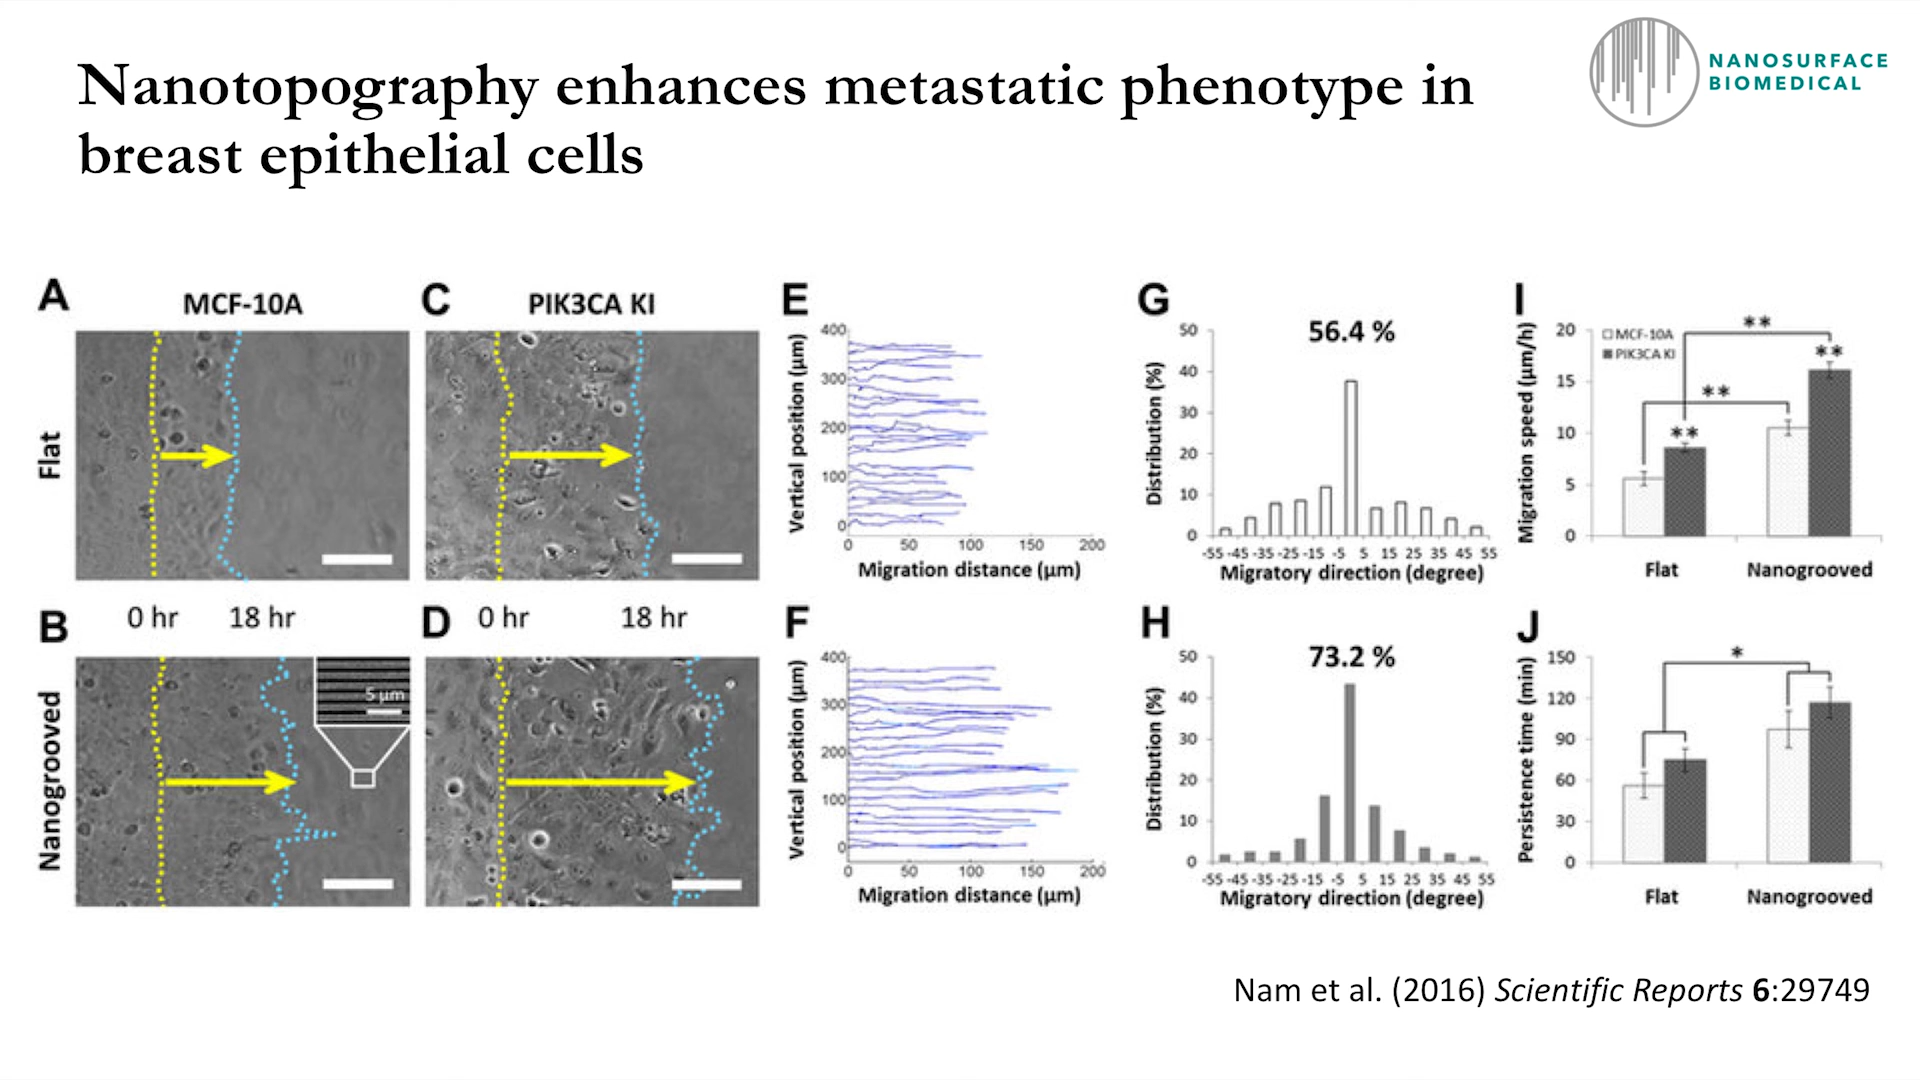 Nanotopography enhances metastatic phenotype in
breast epithelial cells
NANOSURFACE
BIOMEDICAL
A
MCF-10A
C
PIK3CA KI
Flat
B
0 hr
18 hr
D
0 hr
18 hr
Nanogrooved
5 μm
E
Vertical position (μm)
400
300
200
100
0
0 50 100 150 200
Migration distance (μm)
F
Vertical position (μm)
400
300
200
100
0
0 50 100 150 200
Migration distance (μm)
G
56.4 %
Distribution (%)
50
40
30
20
10
0
-55 -45 -35 -25 -15 -5 5 15 25 35 45 55
Migratory direction (degree)
H
73.2 %
Distribution (%)
50
40
30
20
10
0
-55 -45 -35 -25 -15 -5 5 15 25 35 45 55
Migratory direction (degree)
I
Migration speed (μm/h)
20
15
10
5
0
MCF-10A
PIK3CA KI
**
**
**
**
Flat Nanogrooved
J
Persistence time (min)
150
120
90
60
30
0
*
Flat Nanogrooved
Nam et al. (2016) Scientific Reports 6:29749